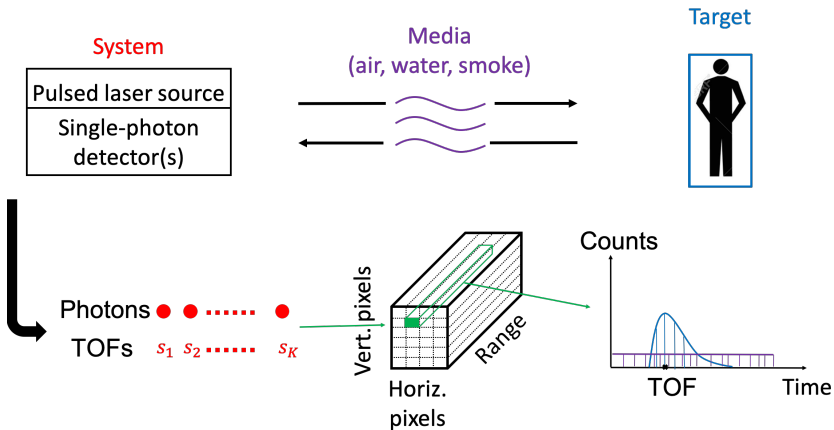 System
Media
(air, water, smoke)
Target
Pulsed laser source
Single-photon
detector(s)
Photons
TOFs
s₁ s₂ s_K
Vert. pixels
Horiz.
pixels
Range
Counts
TOF
Time